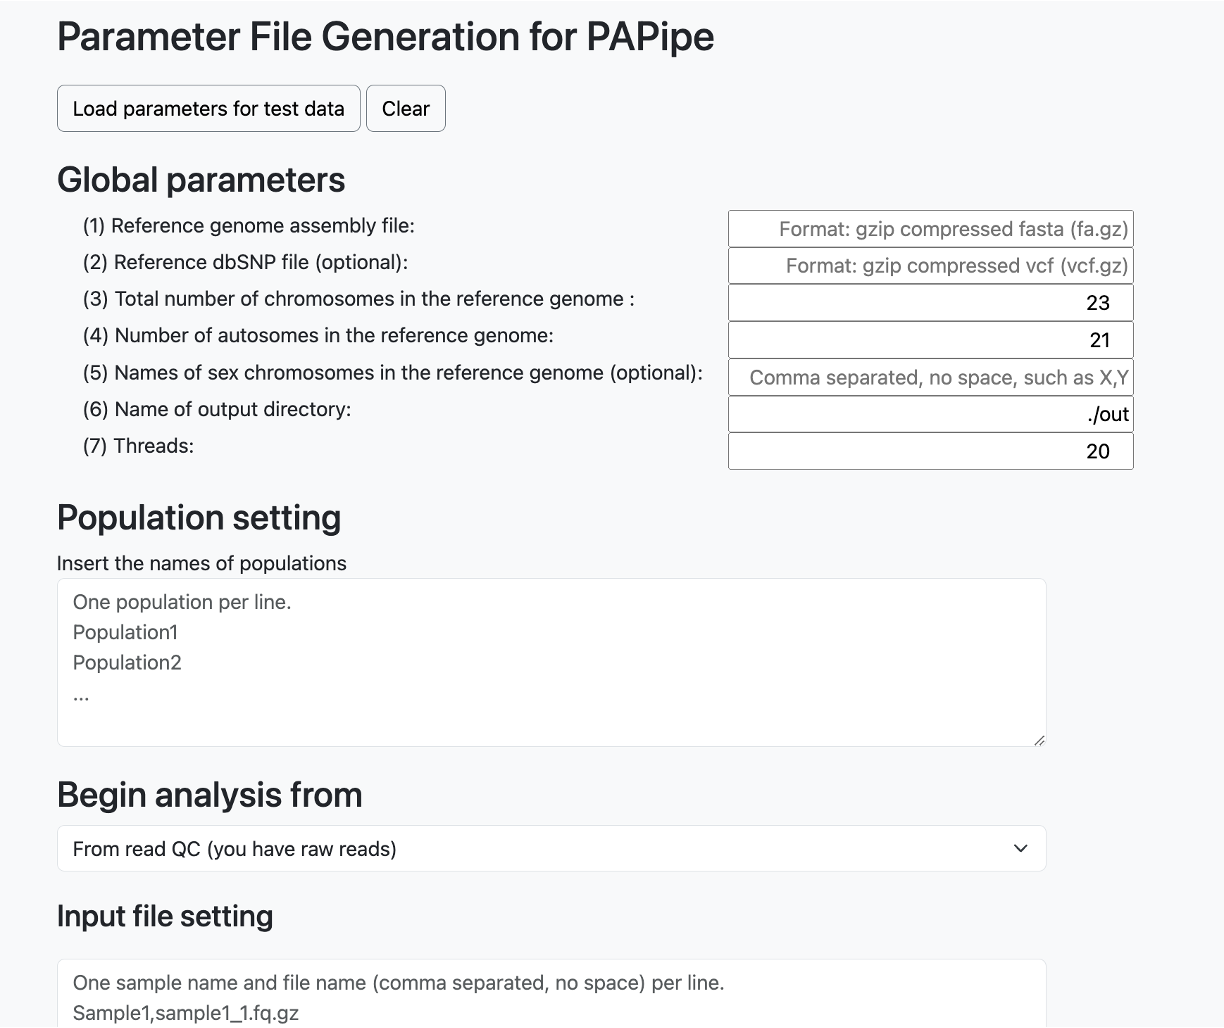 Parameter File Generation for PAPipe
Load parameters for test data Clear
Global parameters
(1) Reference genome assembly file: Format: gzip compressed fasta (fa.gz)
(2) Reference dbSNP file (optional): Format: gzip compressed vcf (vcf.gz)
(3) Total number of chromosomes in the reference genome : 23
(4) Number of autosomes in the reference genome: 21
(5) Names of sex chromosomes in the reference genome (optional): Comma separated, no space, such as X,Y
(6) Name of output directory: ./out
(7) Threads: 20
Population setting
Insert the names of populations
One population per line.
Population1
Population2
...
Begin analysis from
From read QC (you have raw reads)
Input file setting
One sample name and file name (comma separated, no space) per line.
Sample1,sample1_1.fq.gz